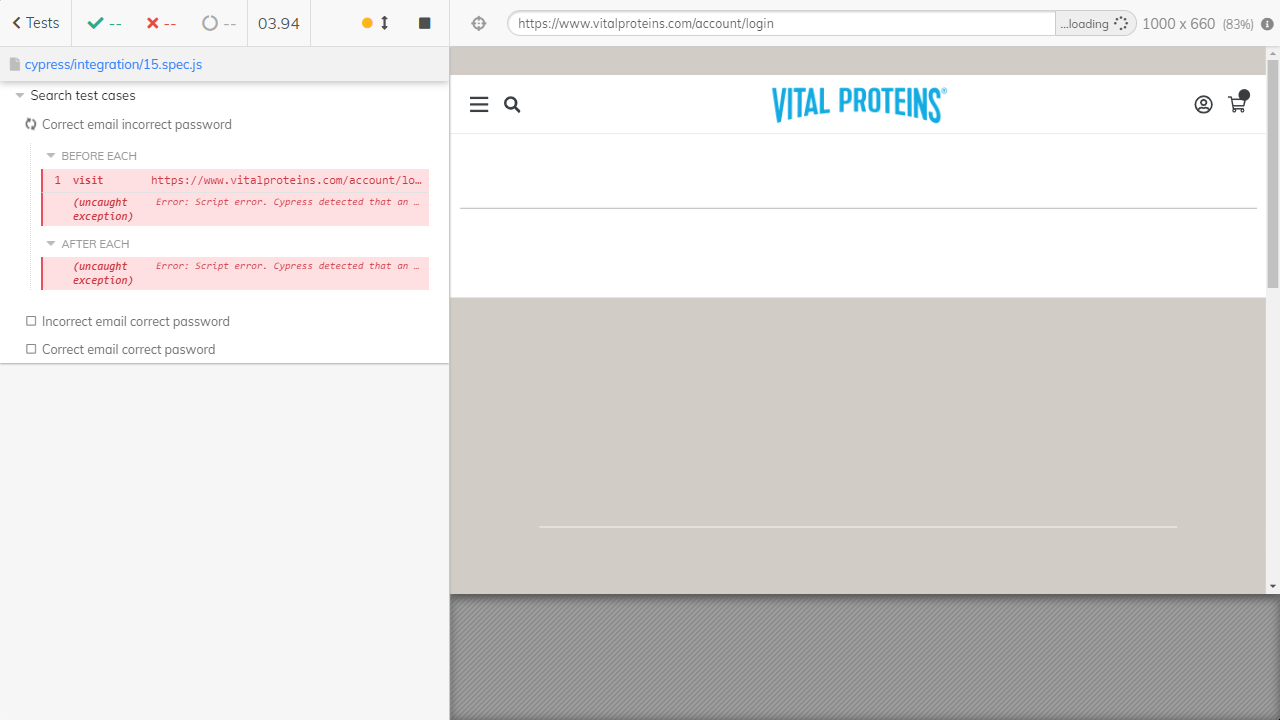 Tests -- -- -- 03.94
https://www.vitalproteins.com/account/login ...loading 1000 x 660 (83%)
cypress/integration/15.spec.js
Search test cases
Correct email incorrect password
BEFORE EACH
1 visit https://www.vitalproteins.com/account/lo…
(uncaught exception) Error: Script error. Cypress detected that an …
AFTER EACH
(uncaught exception) Error: Script error. Cypress detected that an …
Incorrect email correct password
Correct email correct pasword
VITAL PROTEINS®